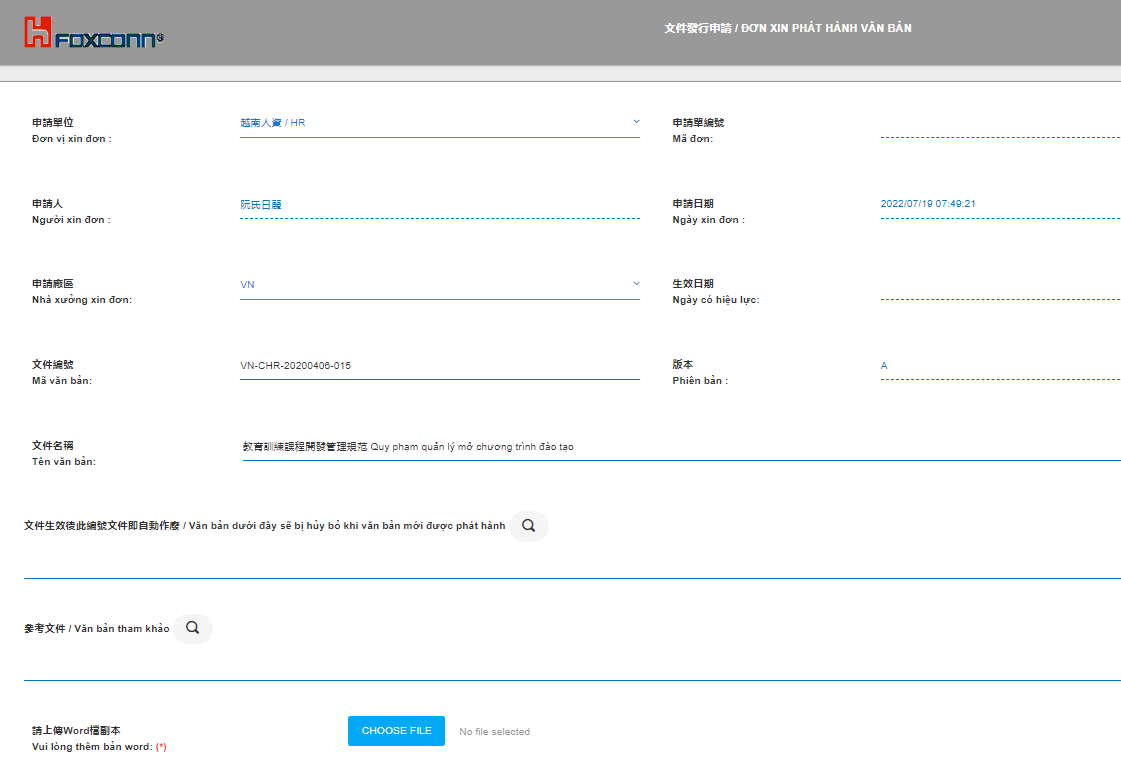 FOXCONN®
文件發行申請 / ĐƠN XIN PHÁT HÀNH VĂN BẢN
申請單位
Đơn vị xin đơn :
越南人資 / HR
申請單編號
Mã đơn:
申請人
Người xin đơn :
阮氏日麗
申請日期
Ngày xin đơn :
2022/07/19 07:49:21
申請廠區
Nhà xưởng xin đơn:
VN
生效日期
Ngày có hiệu lực:
文件編號
Mã văn bản:
VN-CHR-20200406-015
版本
Phiên bản :
A
文件名稱
Tên văn bản:
教育訓練課程開發管理規范 Quy phạm quản lý mở chương trình đào tạo
文件生效後此編號文件即自動作廢 / Văn bản dưới đây sẽ bị hủy bỏ khi văn bản mới được phát hành
參考文件 / Văn bản tham khảo
請上傳Word檔副本
Vui lòng thêm bản word: (*)
CHOOSE FILE
No file selected